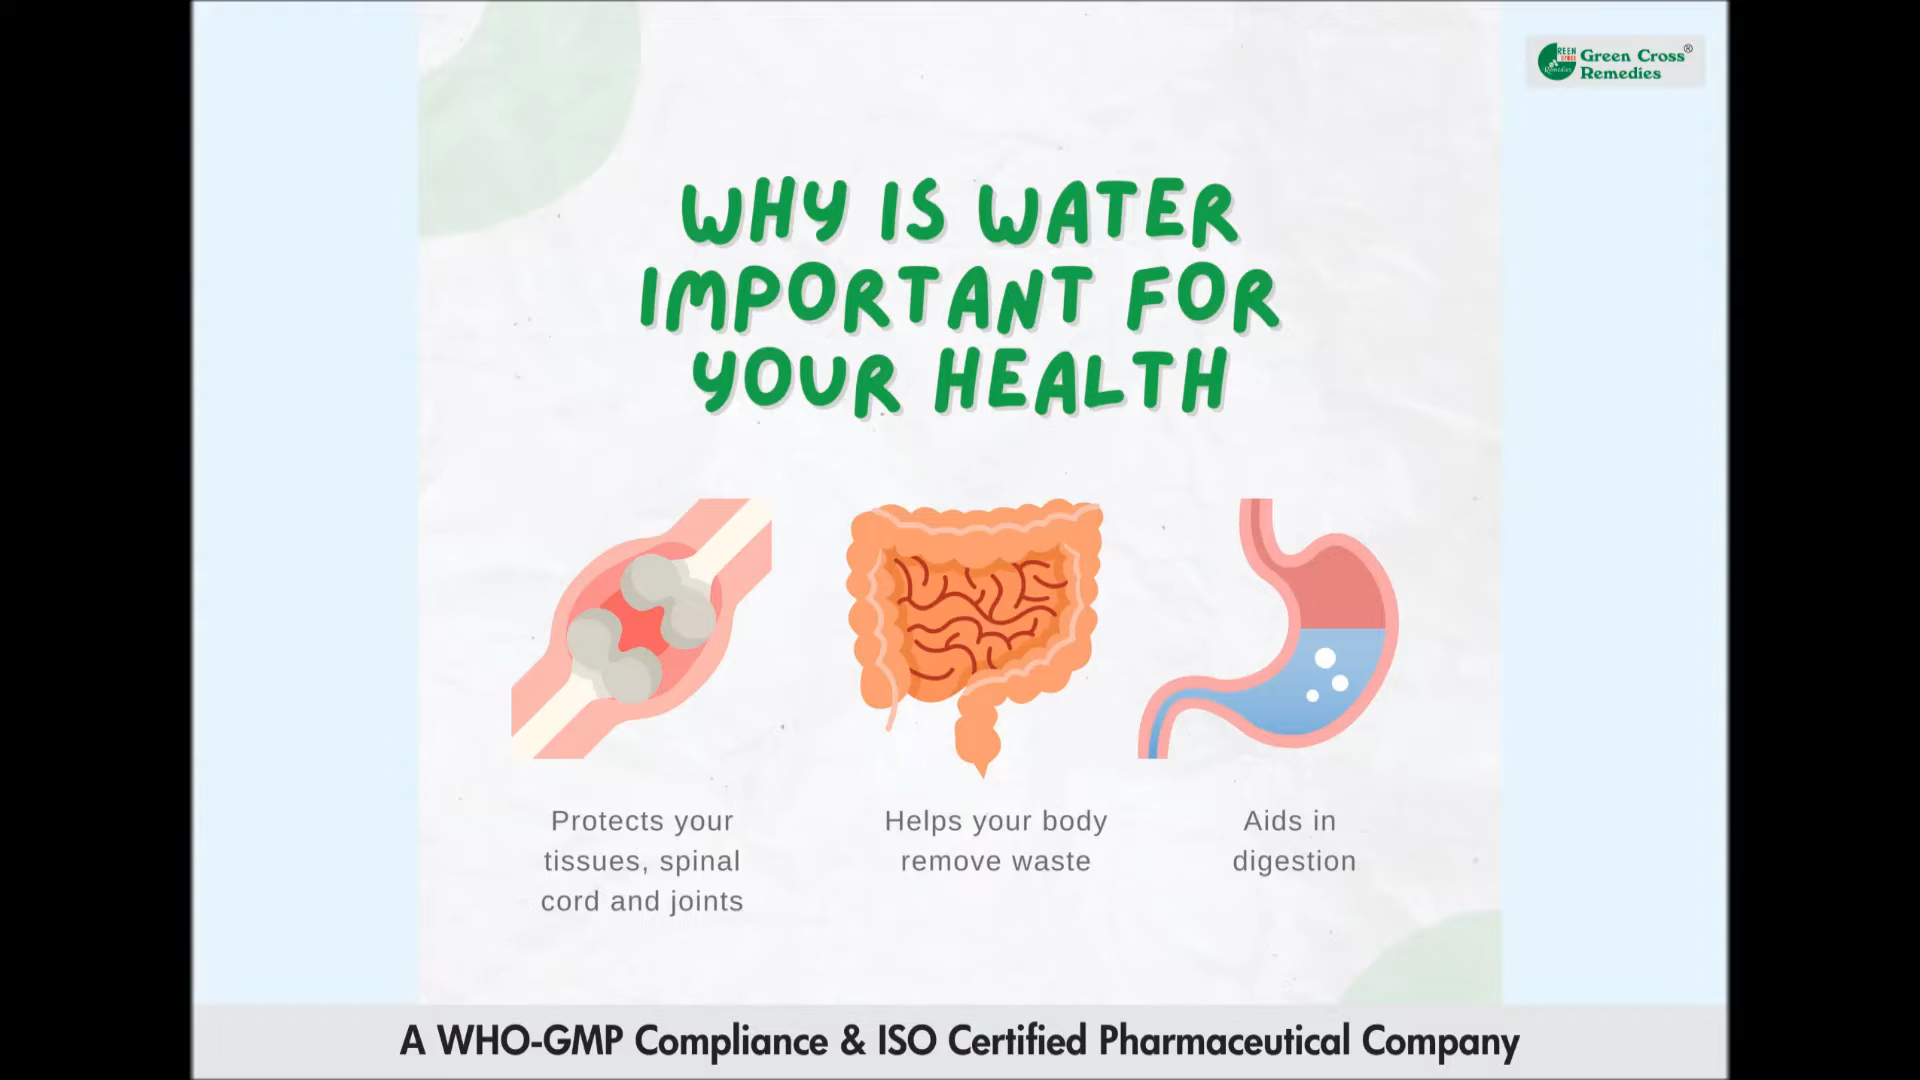 Green Cross®
Remedies
WHY IS WATER
IMPORTANT FOR
YOUR HEALTH
Protects your
tissues, spinal
cord and joints
Helps your body
remove waste
Aids in
digestion
A WHO-GMP Compliance & ISO Certified Pharmaceutical Company